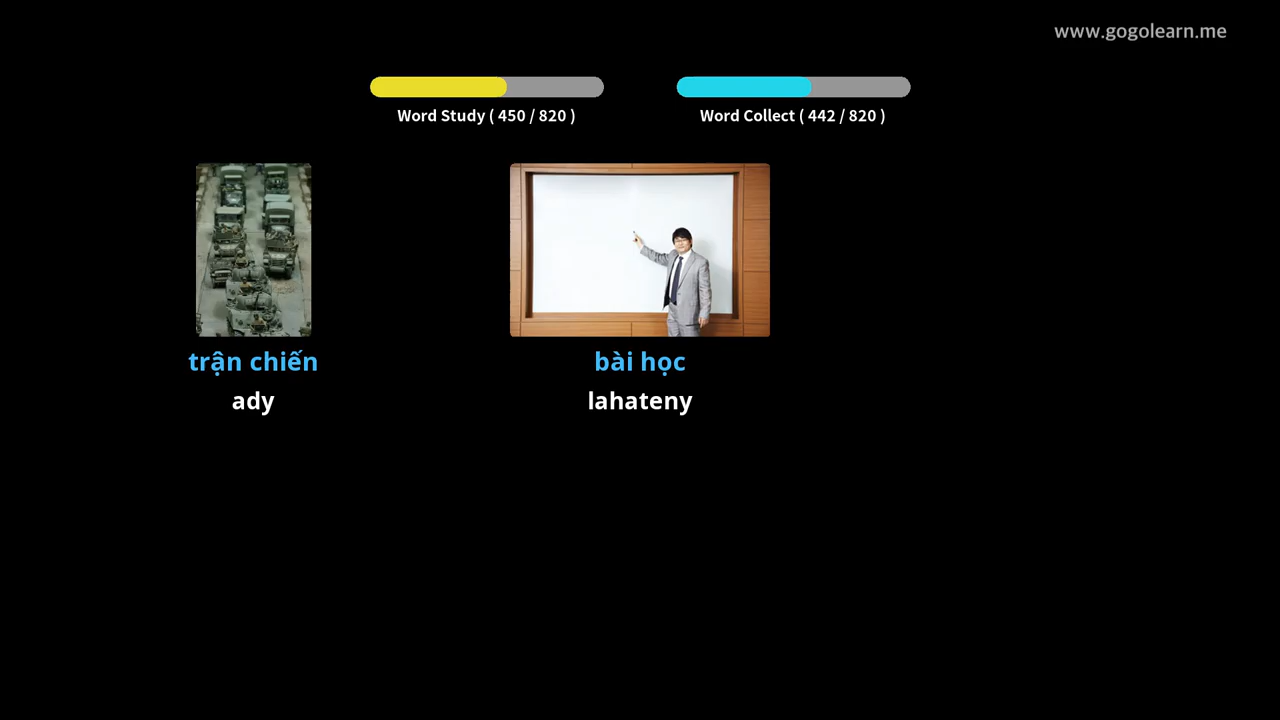 www.gogolearn.me
Word Study ( 450 / 820 )
Word Collect ( 442 / 820 )
trận chiến
ady
bài học
lahateny